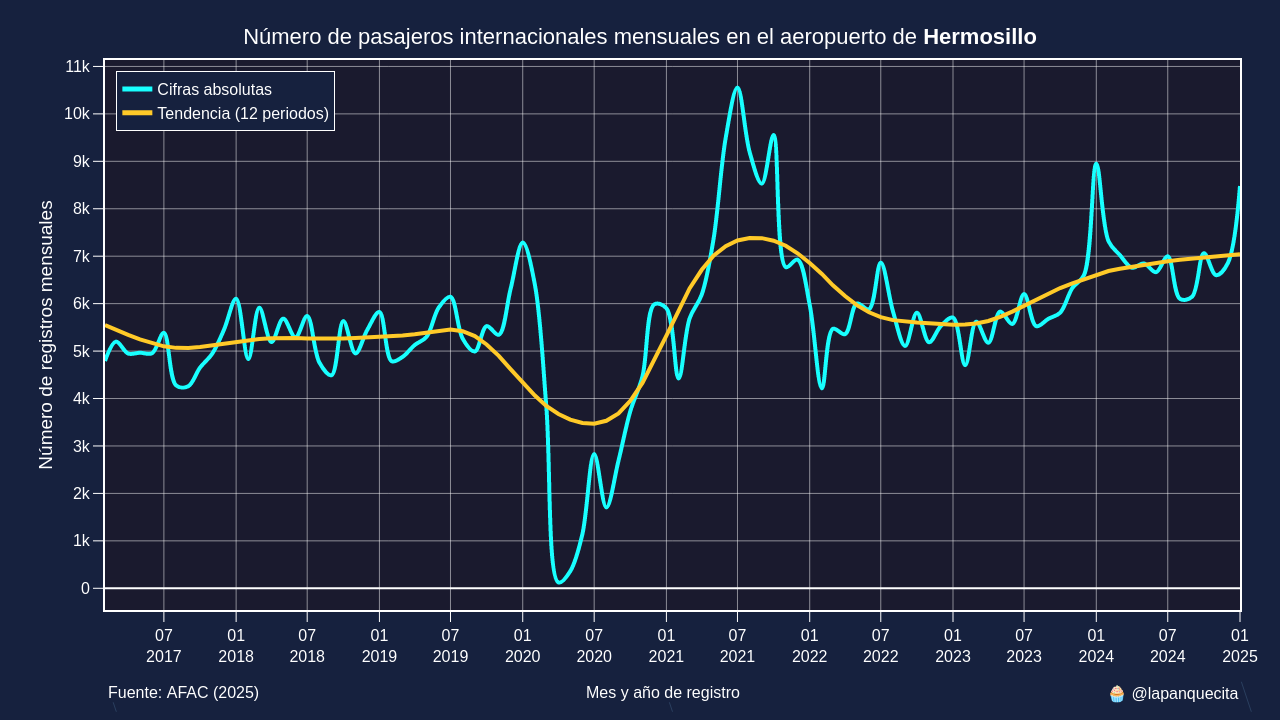 Número de pasajeros internacionales mensuales en el aeropuerto de Hermosillo
Cifras absolutas
Tendencia (12 periodos)
Número de registros mensuales
11k
10k
9k
8k
7k
6k
5k
4k
3k
2k
1k
0
07 01 07 01 07 01 07 01 07 01 07 01 07 01 07 01
2017 2018 2018 2019 2019 2020 2020 2021 2021 2022 2022 2023 2023 2024 2024 2025
Fuente: AFAC (2025) Mes y año de registro 🧁 @lapanquecita